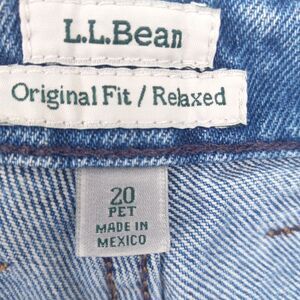 L.L.Bean
Original Fit / Relaxed
20
PET
MADE IN
MEXICO